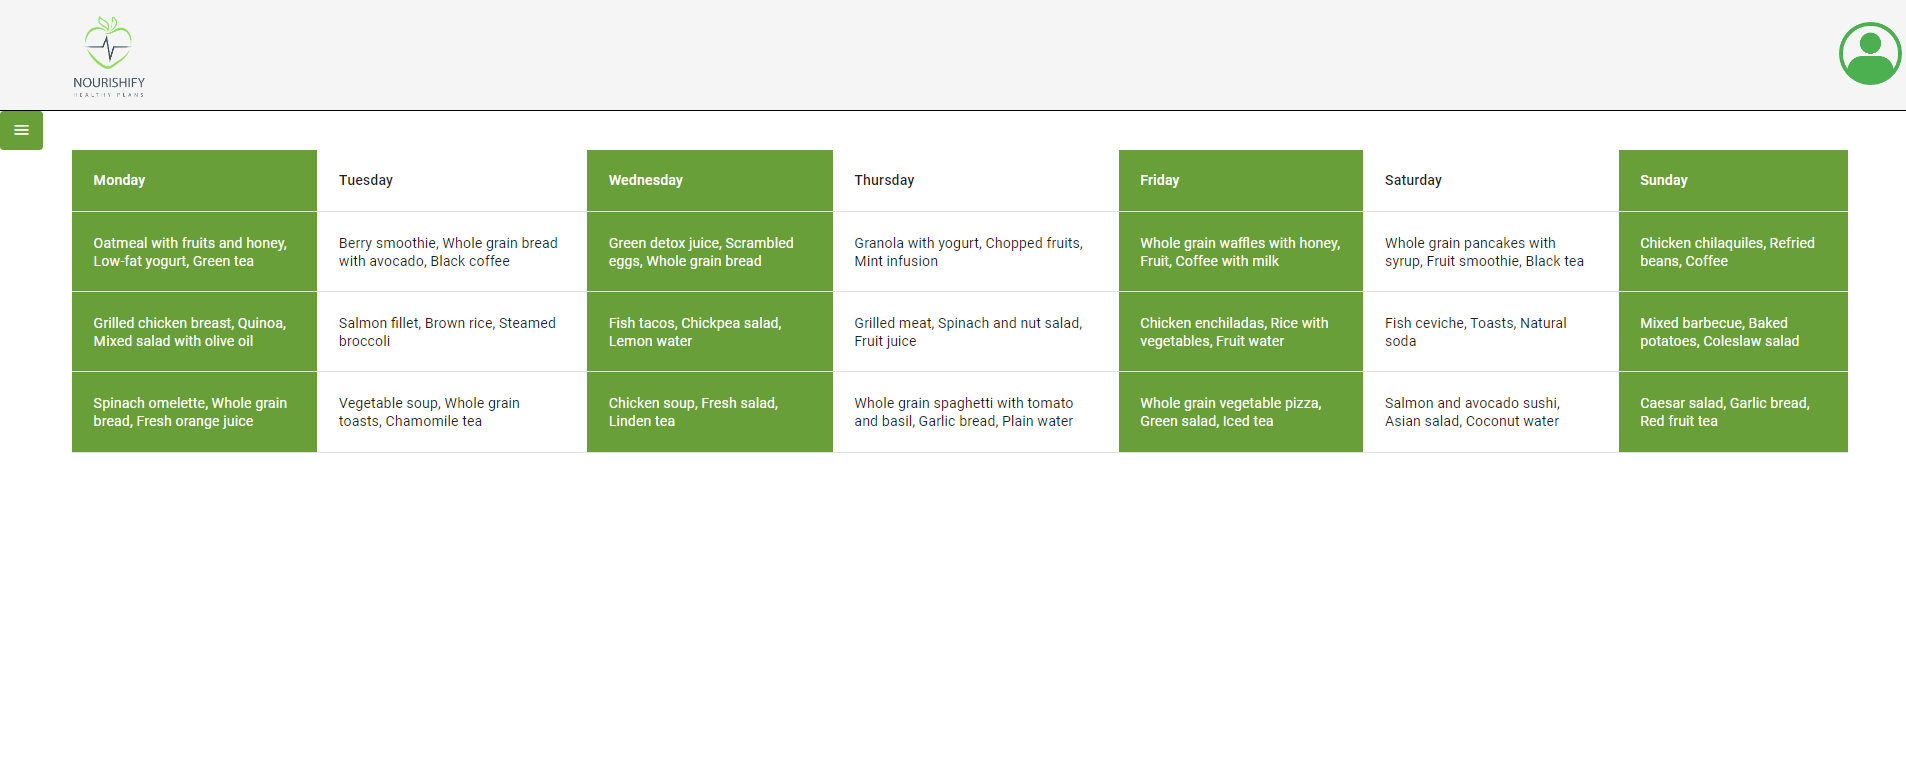 NOURISHIFY
HEALTHY PLANS
Monday
Tuesday
Wednesday
Thursday
Friday
Saturday
Sunday
Oatmeal with fruits and honey,
Low-fat yogurt, Green tea
Berry smoothie, Whole grain bread
with avocado, Black coffee
Green detox juice, Scrambled
eggs, Whole grain bread
Granola with yogurt, Chopped fruits,
Mint infusion
Whole grain waffles with honey,
Fruit, Coffee with milk
Whole grain pancakes with
syrup, Fruit smoothie, Black tea
Chicken chilaquiles, Refried
beans, Coffee
Grilled chicken breast, Quinoa,
Mixed salad with olive oil
Salmon fillet, Brown rice, Steamed
broccoli
Fish tacos, Chickpea salad,
Lemon water
Grilled meat, Spinach and nut salad,
Fruit juice
Chicken enchiladas, Rice with
vegetables, Fruit water
Fish ceviche, Toasts, Natural
soda
Mixed barbecue, Baked
potatoes, Coleslaw salad
Spinach omelette, Whole grain
bread, Fresh orange juice
Vegetable soup, Whole grain
toasts, Chamomile tea
Chicken soup, Fresh salad,
Linden tea
Whole grain spaghetti with tomato
and basil, Garlic bread, Plain water
Whole grain vegetable pizza,
Green salad, Iced tea
Salmon and avocado sushi,
Asian salad, Coconut water
Caesar salad, Garlic bread,
Red fruit tea